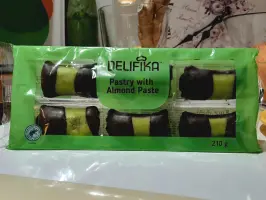 DELIFIKA
Pastry with
Almond Paste
210 g